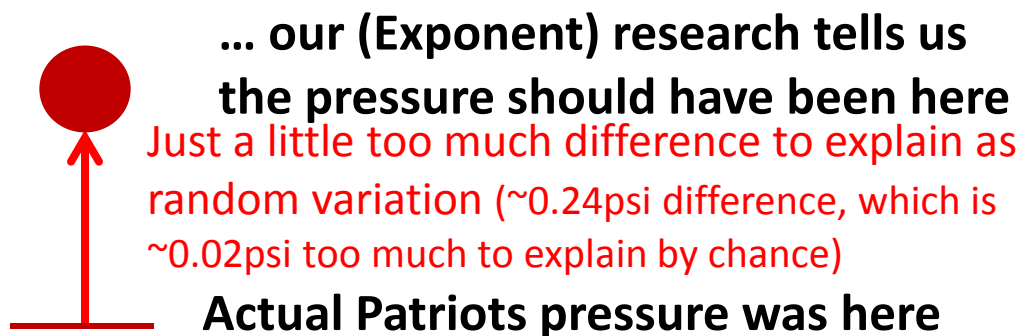 ... our (Exponent) research tells us
the pressure should have been here
Just a little too much difference to explain as
random variation (~0.24psi difference, which is
~0.02psi too much to explain by chance)
Actual Patriots pressure was here